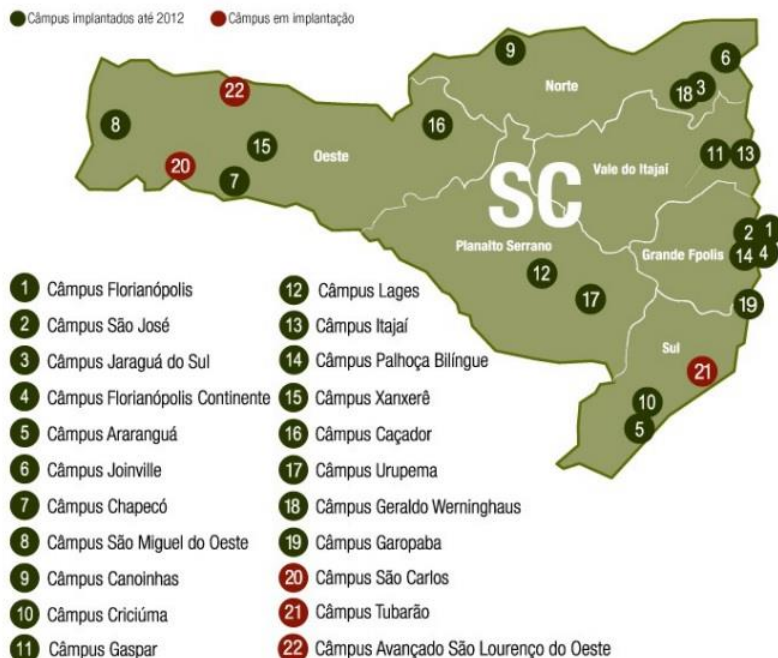 Câmpus implantados até 2012
Câmpus em implantação
9
6
Norte
3
18
22
8
16
15
Oeste
20
7
SC
Vale do Itajaí
11
13
Planalto Serrano
Grande Fpolis
2
1
14
4
12
17
19
Sul
21
10
5
1 Câmpus Florianópolis
2 Câmpus São José
3 Câmpus Jaraguá do Sul
4 Câmpus Florianópolis Continente
5 Câmpus Araranguá
6 Câmpus Joinville
7 Câmpus Chapecó
8 Câmpus São Miguel do Oeste
9 Câmpus Canoinhas
10 Câmpus Criciúma
11 Câmpus Gaspar
12 Câmpus Lages
13 Câmpus Itajaí
14 Câmpus Palhoça Bilíngue
15 Câmpus Xanxerê
16 Câmpus Caçador
17 Câmpus Urupema
18 Câmpus Geraldo Werninghaus
19 Câmpus Garopaba
20 Câmpus São Carlos
21 Câmpus Tubarão
22 Câmpus Avançado São Lourenço do Oeste